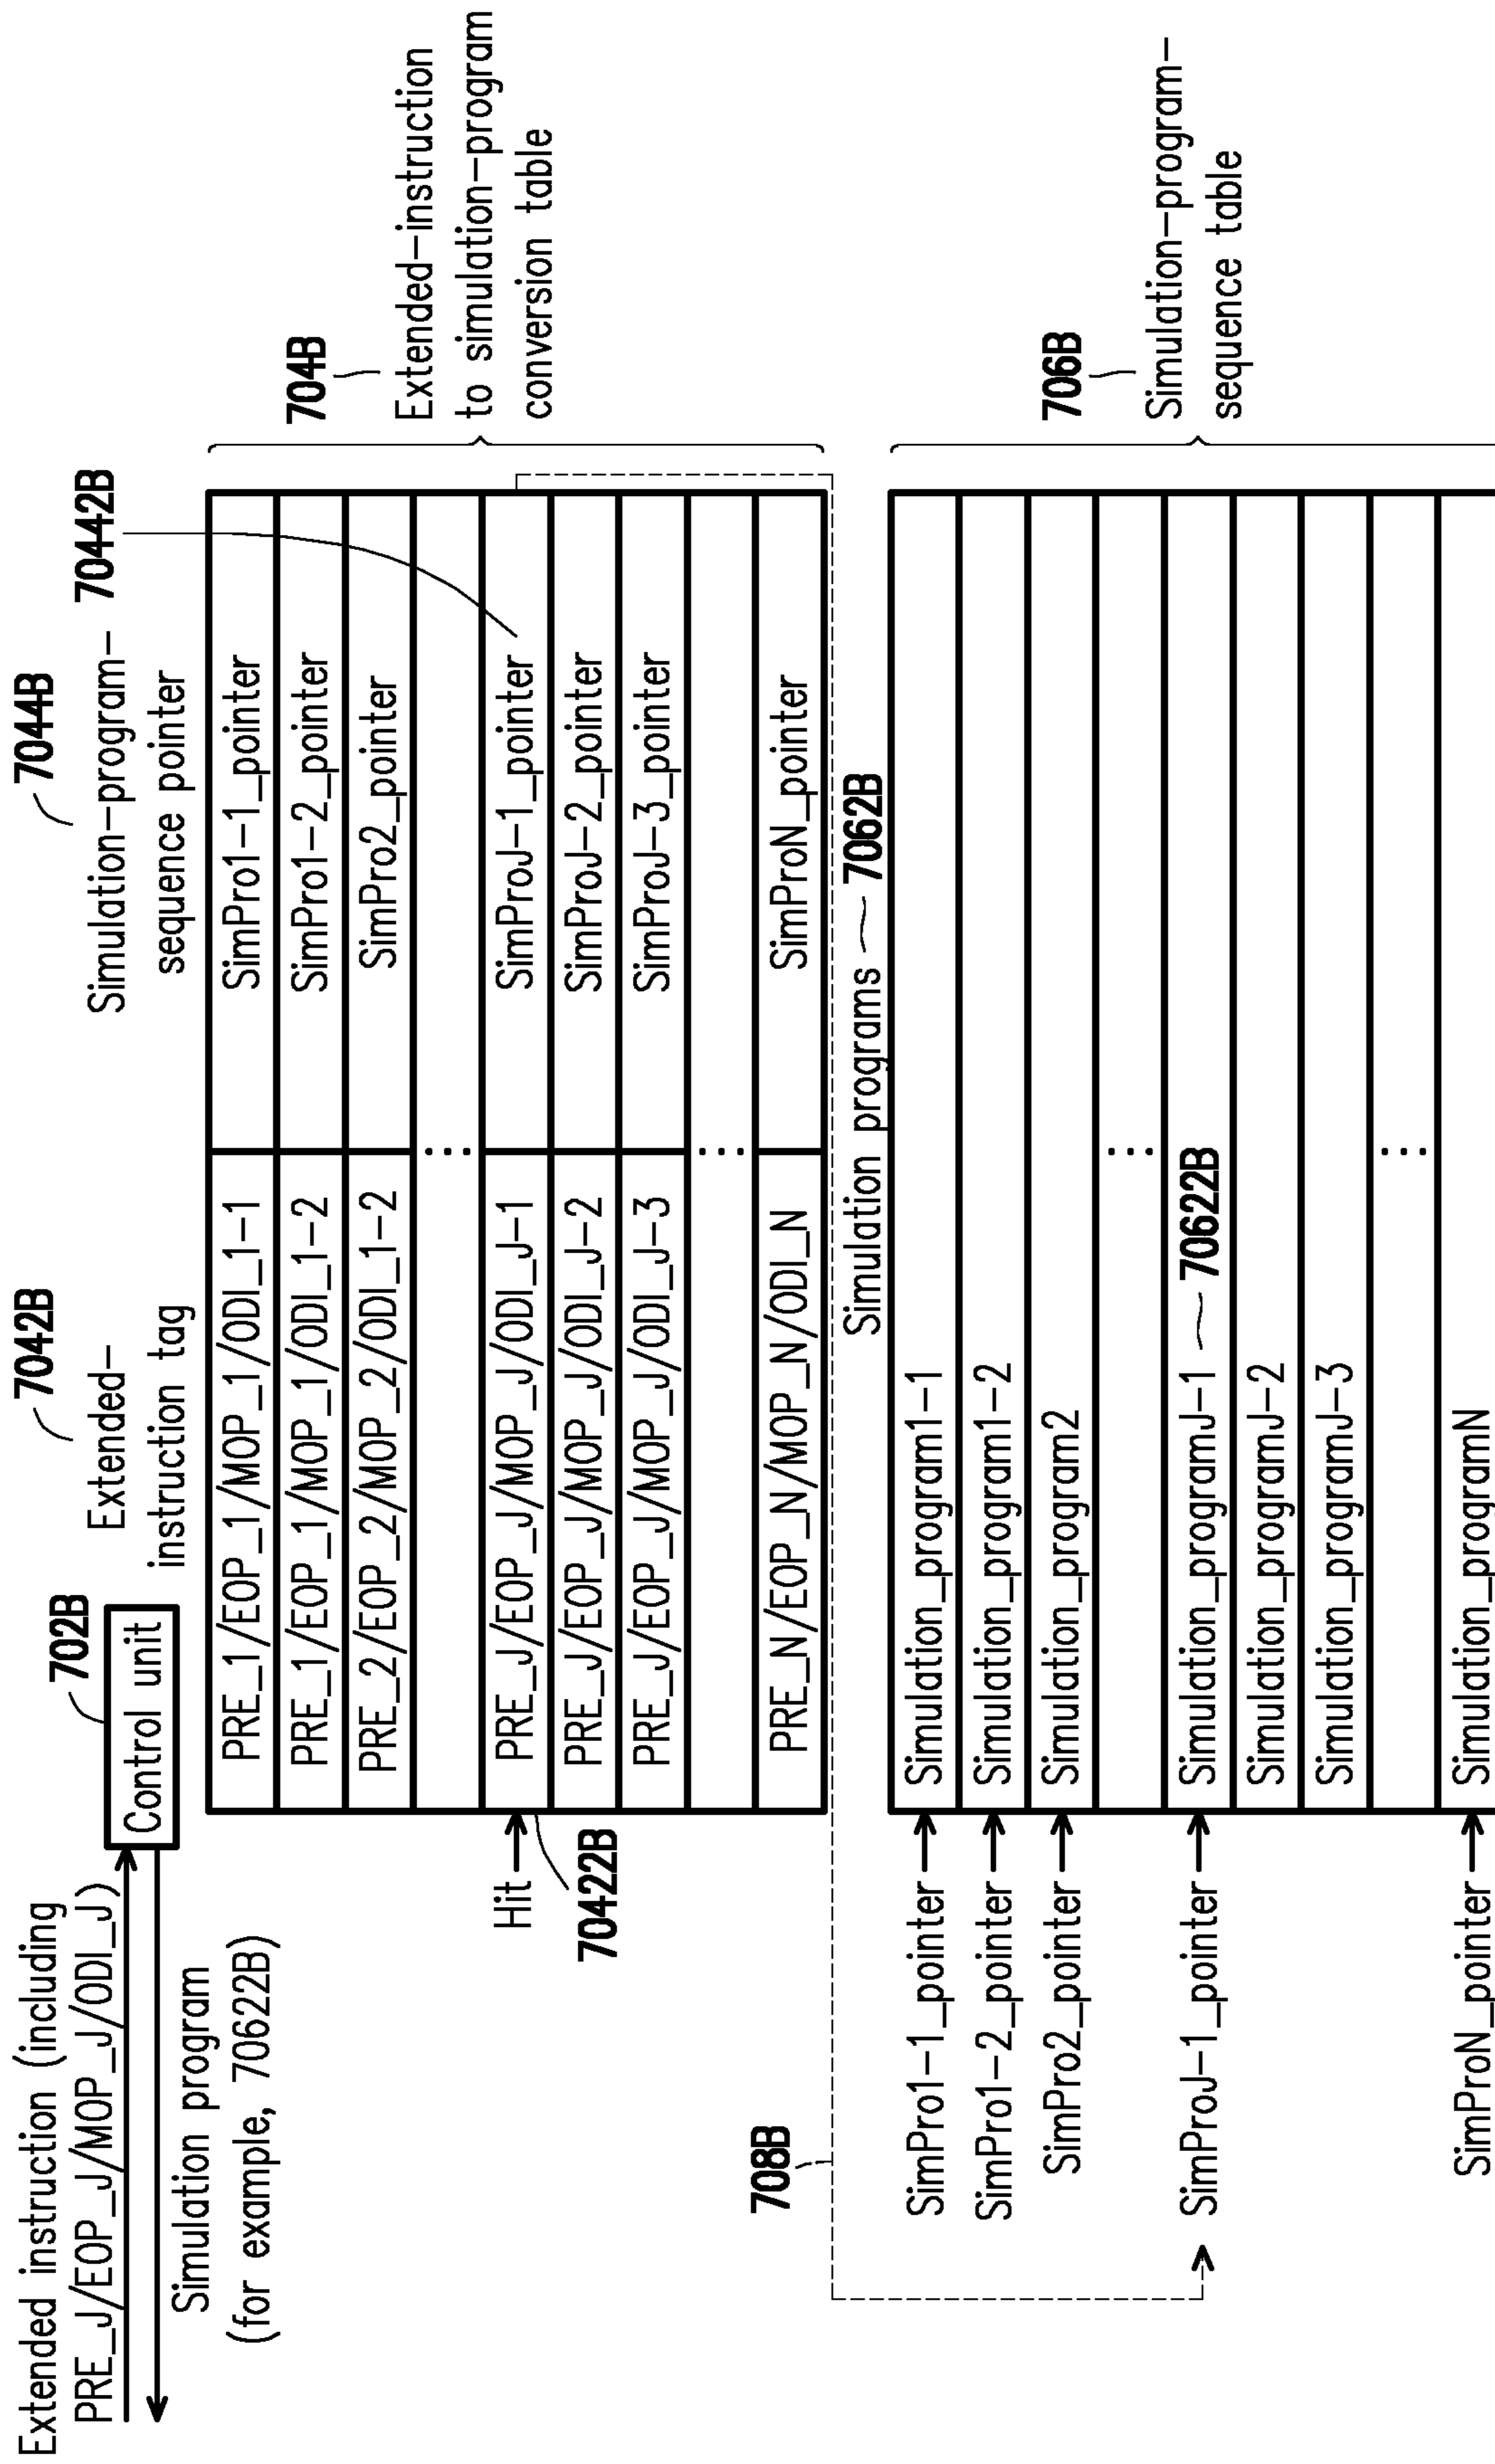 Extended instruction (including
PRE_J/EOP_J/MOP_J/ODI_J)
Simulation program
(for example, 70622B)
702B
Control unit
7042B
Extended-
instruction tag
7044B
Simulation-program-
sequence pointer
70442B
PRE_1/EOP_1/MOP_1/ODI_1-1 SimPro1-1_pointer
PRE_1/EOP_1/MOP_1/ODI_1-2 SimPro1-2_pointer
PRE_2/EOP_2/MOP_2/ODI_1-2 SimPro2_pointer
...
Hit PRE_J/EOP_J/MOP_J/ODI_J-1 SimProJ-1_pointer
70422B
PRE_J/EOP_J/MOP_J/ODI_J-2 SimProJ-2_pointer
PRE_J/EOP_J/MOP_J/ODI_J-3 SimProJ-3_pointer
...
PRE_N/EOP_N/MOP_N/ODI_N SimProN_pointer
704B
Extended-instruction
to simulation-program
conversion table
708B
Simulation programs 7062B
SimPro1-1_pointer Simulation_program1-1
SimPro1-2_pointer Simulation_program1-2
SimPro2_pointer Simulation_program2
...
SimProJ-1_pointer Simulation_programJ-1 70622B
Simulation_programJ-2
Simulation_programJ-3
...
SimProN_pointer Simulation_programN
706B
Simulation-program-
sequence table